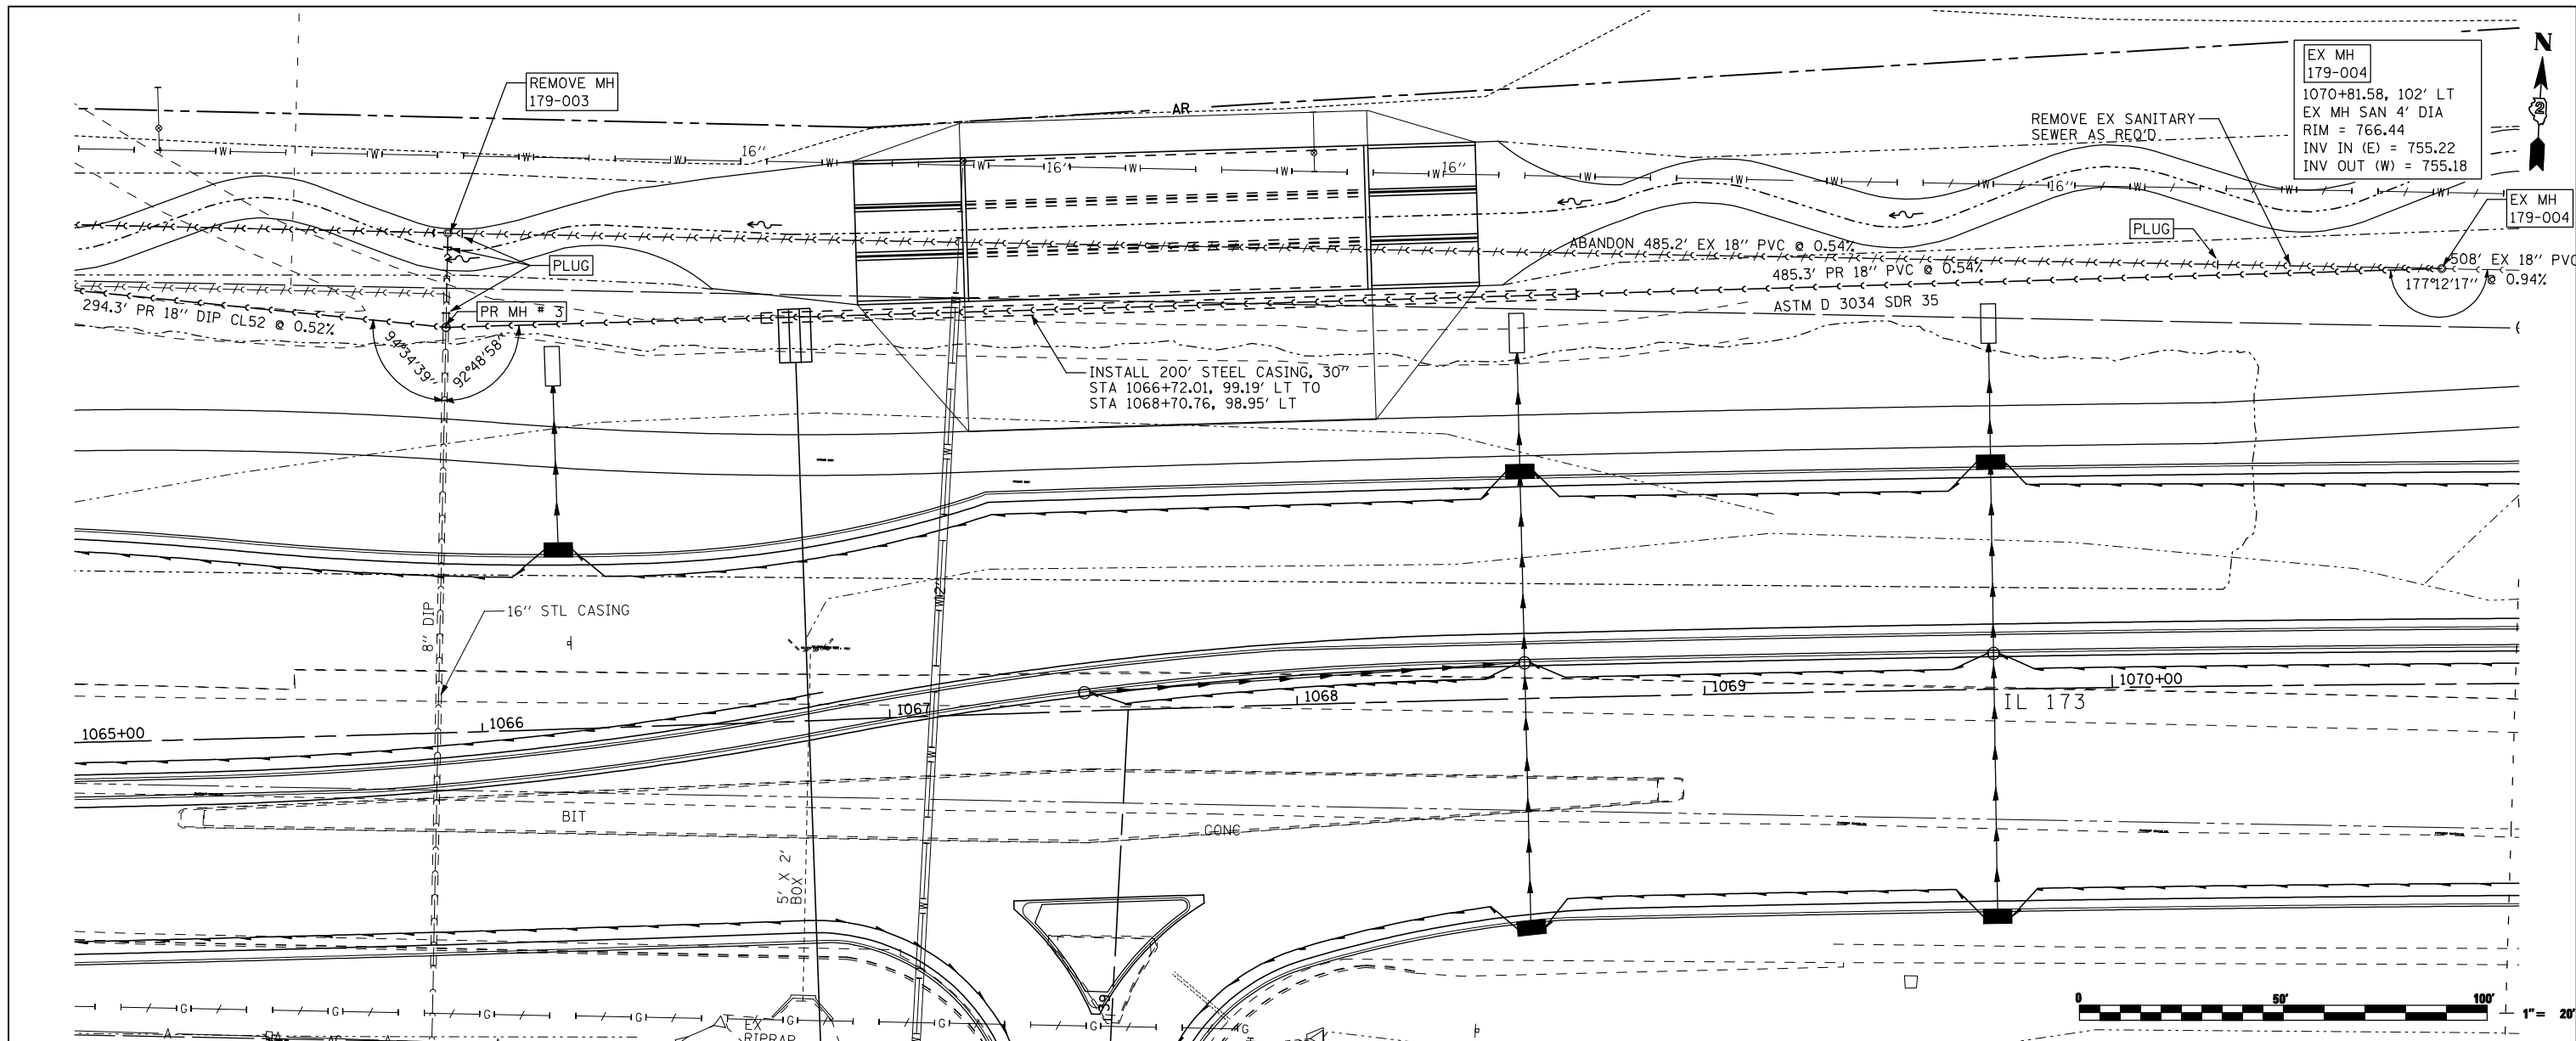 N
2
REMOVE MH
179-003
AR
EX MH
179-004
1070+81.58, 102' LT
EX MH SAN 4' DIA
RIM = 766.44
INV IN (E) = 755.22
INV OUT (W) = 755.18
REMOVE EX SANITARY
SEWER AS REQ'D
16"
16"
16"
16"
EX MH
179-004
PLUG
PLUG
ABANDON 485.2' EX 18" PVC @ 0.54%
485.3' PR 18" PVC @ 0.54%
508' EX 18" PVC
@ 0.94%
177°12'17"
ASTM D 3034 SDR 35
294.3' PR 18" DIP CL52 @ 0.52%
PR MH # 3
94°34'39"
92°48'58"
INSTALL 200' STEEL CASING, 30"
STA 1066+72.01, 99.19' LT TO
STA 1068+70.76, 98.95' LT
8" DIP
16" STL CASING
12"
1065+00
1066
1067
1068
1069
1070+00
IL 173
BIT
CONC
5' X 2'
BOX
39
EX
RIPRAP
0
50'
100'
1" = 20'